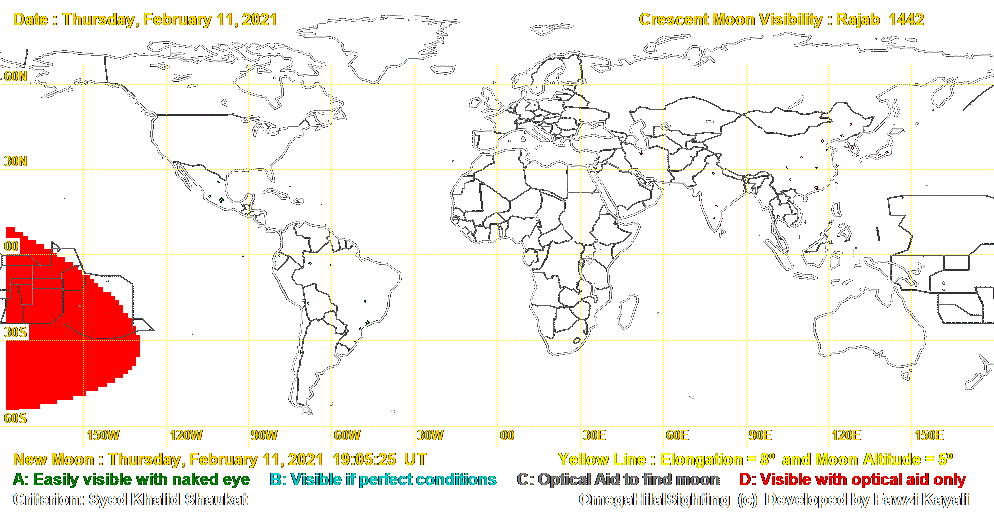 Date : Thursday, February 11, 2021 Crescent Moon Visibility : Rajab 1442
60N
30N
00
30S
60S
150W 120W 90W 60W 30W 00 30E 60E 90E 120E 150E
New Moon : Thursday, February 11, 2021 19:05:25 UT Yellow Line : Elongation = 8° and Moon Altitude = 5°
A: Easily visible with naked eye B: Visible if perfect conditions C: Optical Aid to find moon D: Visible with optical aid only
Criterion: Syed Khalid Shaukat OmegaHilalSighting (c) Developed by Fawzi Kayali